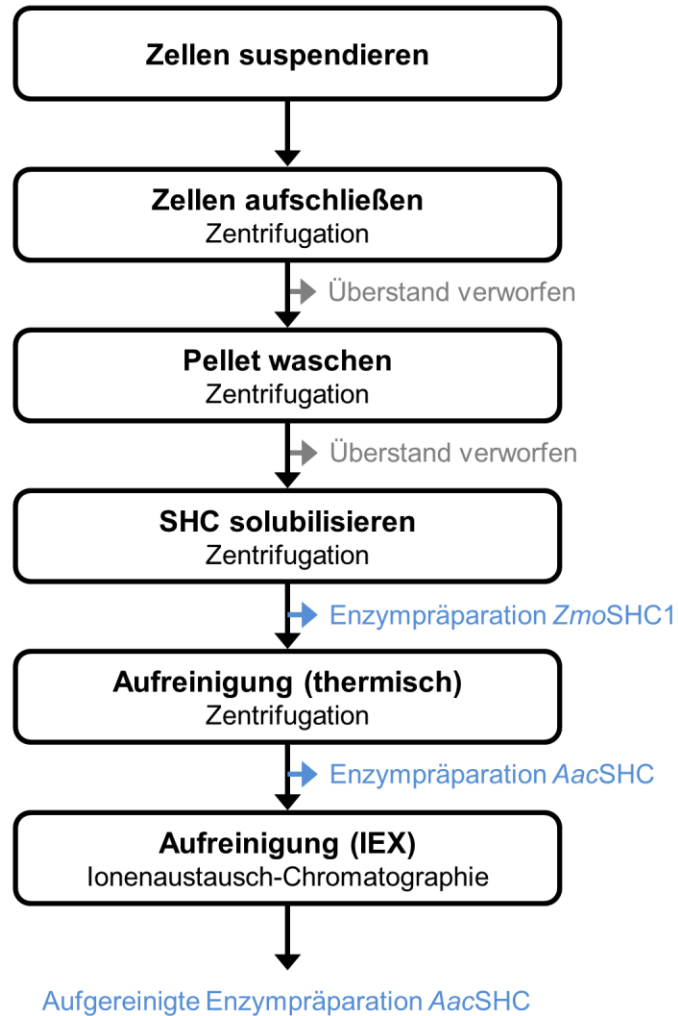 Zellen suspendieren
Zellen aufschließen
Zentrifugation
Überstand verworfen
Pellet waschen
Zentrifugation
Überstand verworfen
SHC solubilisieren
Zentrifugation
Enzympräparation ZmoSHC1
Aufreinigung (thermisch)
Zentrifugation
Enzympräparation AacSHC
Aufreinigung (IEX)
Ionenaustausch-Chromatographie
Aufgereinigte Enzympräparation AacSHC